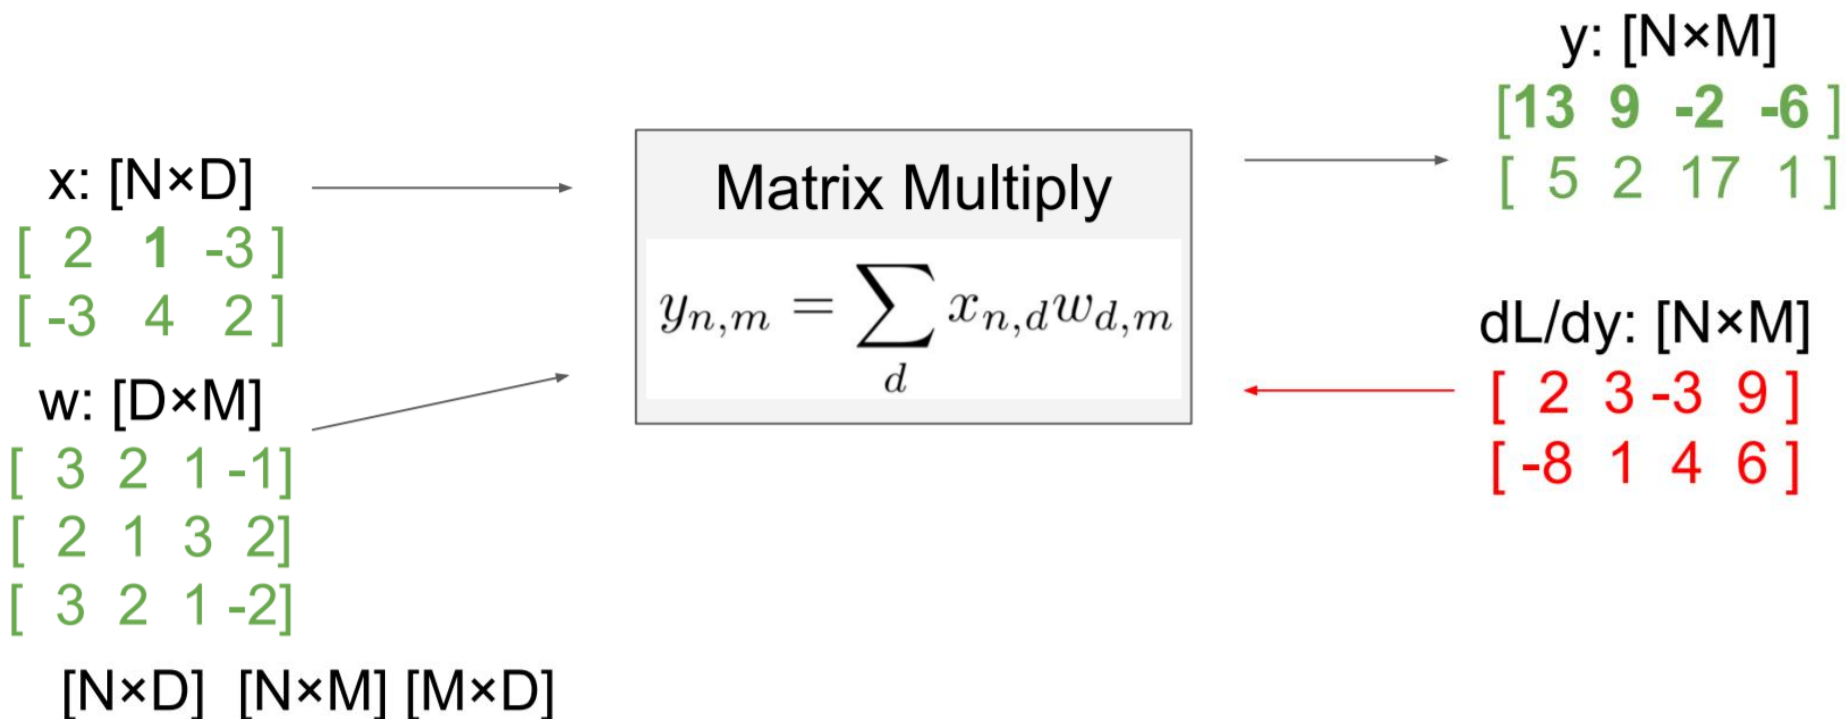 x: [N×D]
[ 2 1 -3 ]
[ -3 4 2 ]
w: [D×M]
[ 3 2 1 -1]
[ 2 1 3 2]
[ 3 2 1 -2]
[N×D] [N×M] [M×D]
Matrix Multiply
y_{n,m} = \sum_{d} x_{n,d} w_{d,m}
y: [N×M]
[13 9 -2 -6 ]
[ 5 2 17 1 ]
dL/dy: [N×M]
[ 2 3 -3 9 ]
[ -8 1 4 6 ]